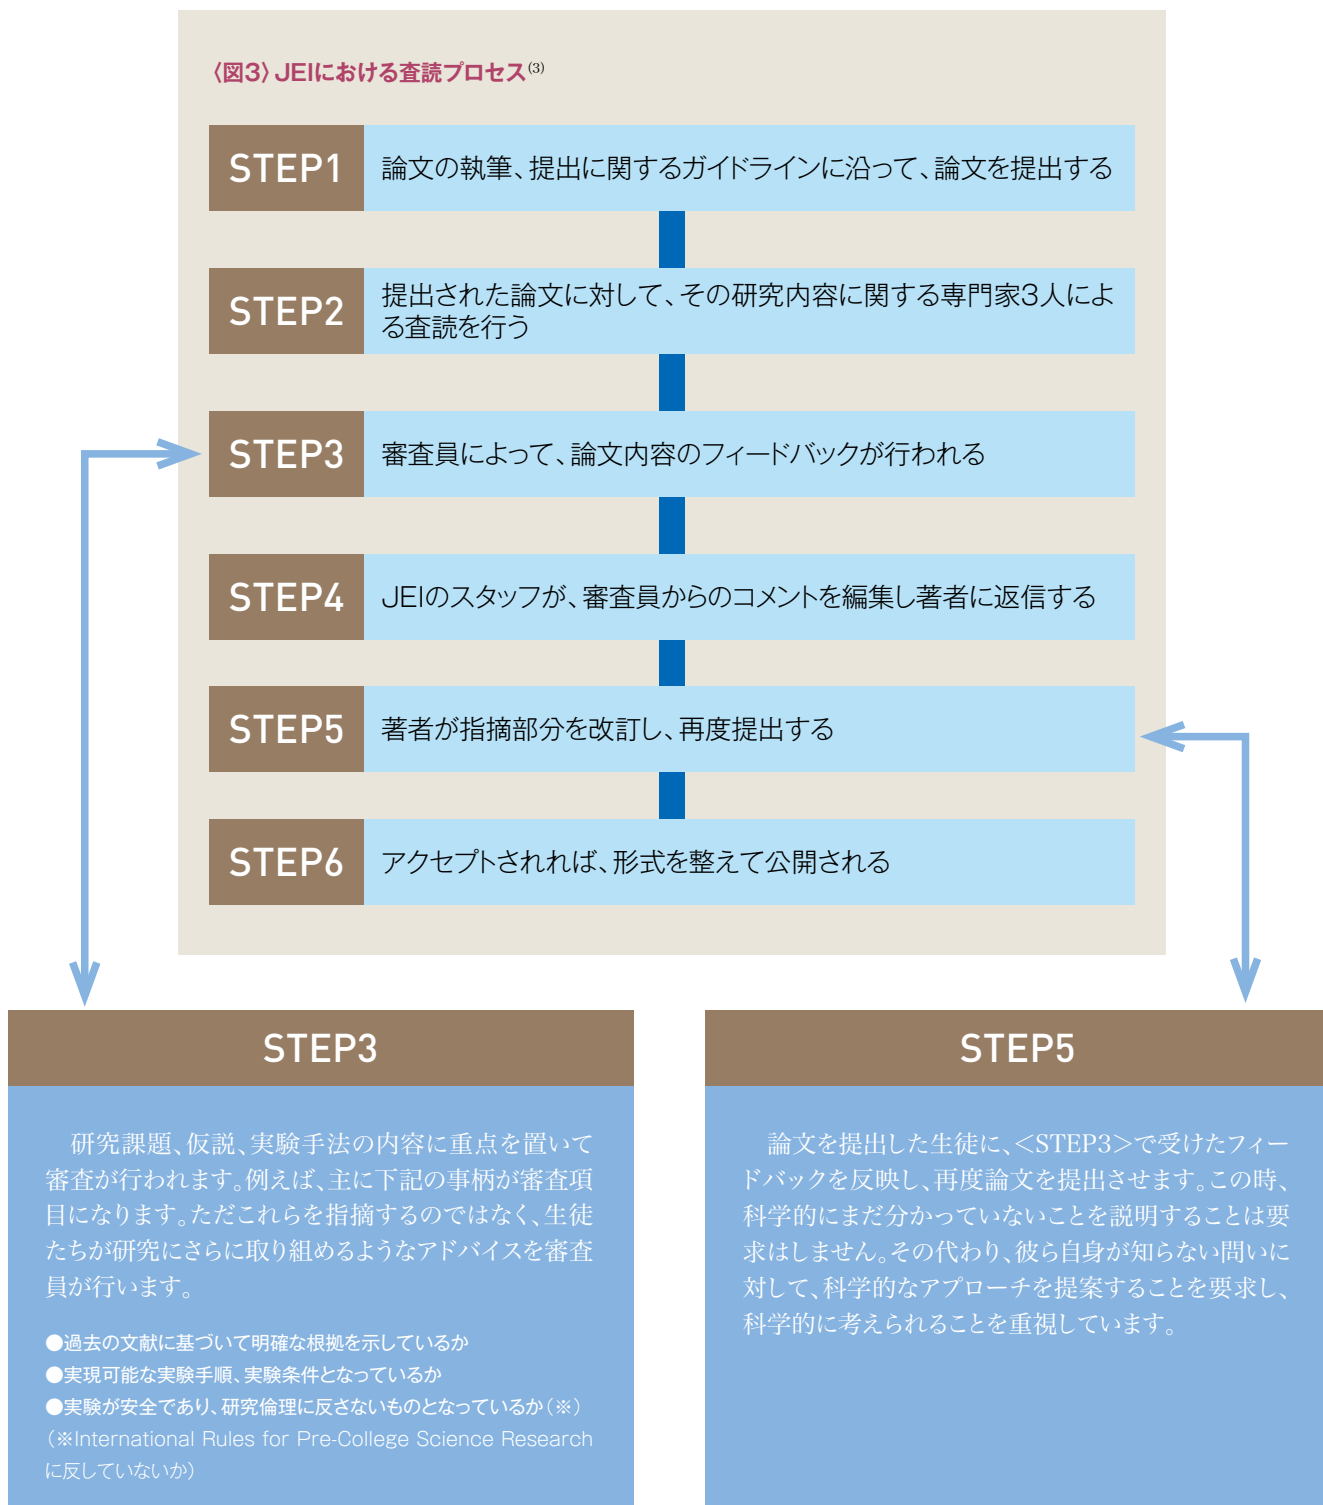 〈図3〉JEIにおける査読プロセス(3)
STEP1
論文の執筆、提出に関するガイドラインに沿って、論文を提出する
STEP2
提出された論文に対して、その研究内容に関する専門家3人によ
る査読を行う
STEP3
審査員によって、論文内容のフィードバックが行われる
STEP4
JEIのスタッフが、審査員からのコメントを編集し著者に返信する
STEP5
著者が指摘部分を改訂し、再度提出する
STEP6
アクセプトされれば、形式を整えて公開される
STEP3
研究課題、仮説、実験手法の内容に重点を置いて
審査が行われます。例えば、主に下記の事柄が審査項
目になります。ただこれらを指摘するのではなく、生徒
たちが研究にさらに取り組めるようなアドバイスを審査
員が行います。
●過去の文献に基づいて明確な根拠を示しているか
●実現可能な実験手順、実験条件となっているか
●実験が安全であり、研究倫理に反さないものとなっているか(※)
(※International Rules for Pre-College Science Research
に反していないか)
STEP5
論文を提出した生徒に、<STEP3>で受けたフィー
ドバックを反映し、再度論文を提出させます。この時、
科学的にまだ分かっていないことを説明することは要
求はしません。その代わり、彼ら自身が知らない問いに
対して、科学的なアプローチを提案することを要求し、
科学的に考えられることを重視しています。